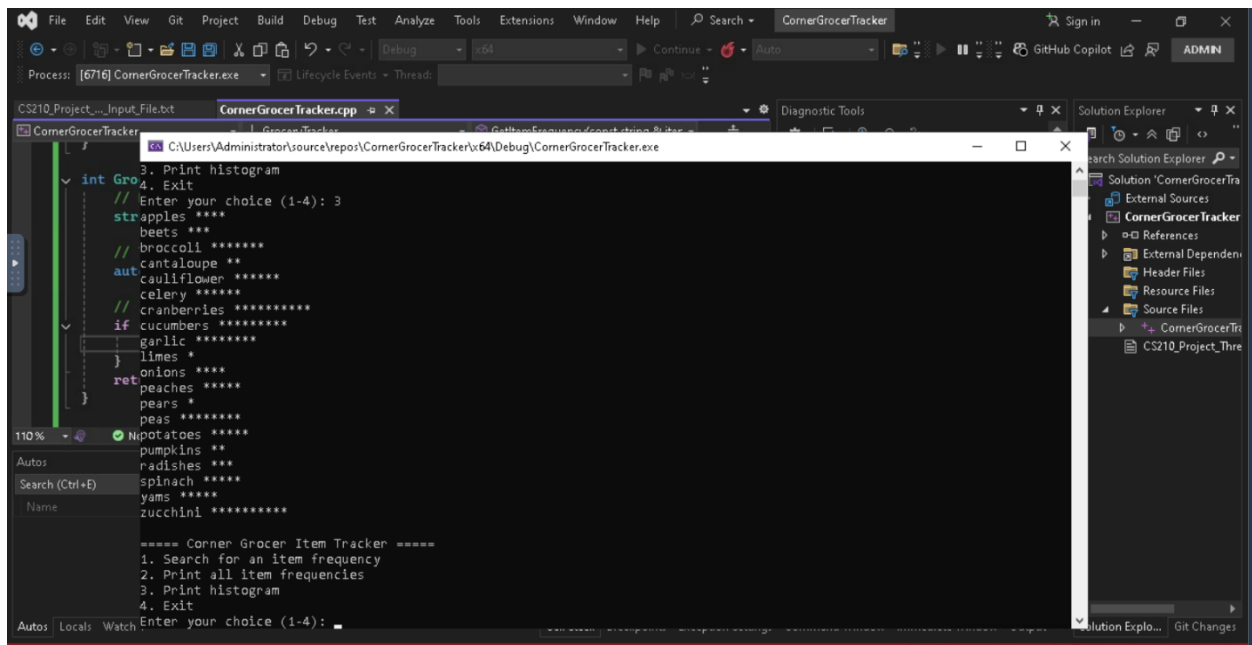 File Edit View Git Project Build Debug Test Analyze Tools Extensions Window Help Search CornerGrocerTracker Sign in
Debug x64 Continue Auto GitHub Copilot ADMIN
Process: [6716] CornerGrocerTracker.exe Lifecycle Events Thread:
CS210_Project_..._Input_File.txt CornerGrocerTracker.cpp Diagnostic Tools Solution Explorer
CornerGrocerTracker GroceryTracker GetItemFrequency(const string & iter
C:\Users\Administrator\source\repos\CornerGrocerTracker\x64\Debug\CornerGrocerTracker.exe
3. Print histogram
4. Exit
Enter your choice (1-4): 3
apples ****
beets ***
broccoli *******
cantaloupe **
cauliflower ******
celery ******
cranberries **********
cucumbers *********
garlic ********
limes *
onions ****
peaches *****
pears *
peas ********
potatoes *****
pumpkins **
radishes ***
spinach *****
yams *****
zucchini **********
===== Corner Grocer Item Tracker =====
1. Search for an item frequency
2. Print all item frequencies
3. Print histogram
4. Exit
Enter your choice (1-4):
int Gro
//
str
//
aut
//
if
}
ret
}
110% No
Autos
Search (Ctrl+E)
Name
Autos Locals Watch
earch Solution Explorer
Solution 'CornerGrocerTra
External Sources
CornerGrocerTracker
References
External Dependen
Header Files
Resource Files
Source Files
CornerGrocerTr
CS210_Project_Thre
Solution Explo... Git Changes